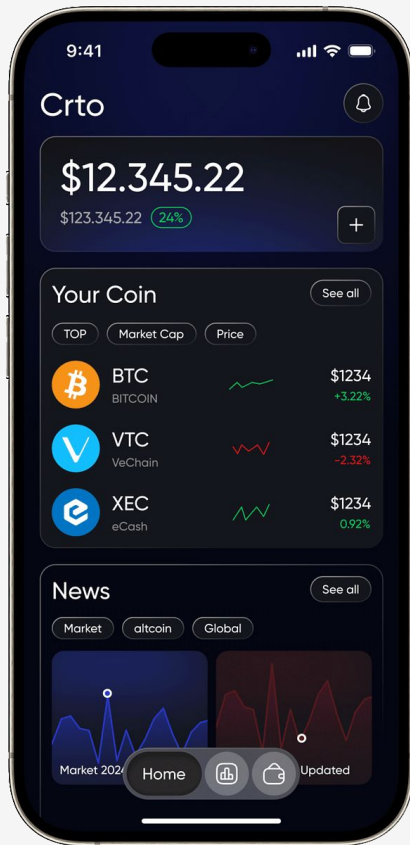 9:41
Crto
$12.345.22
$123.345.22 24%
Your Coin
See all
TOP Market Cap Price
BTC
BITCOIN
$1234
+3.22%
VTC
VeChain
$1234
-2.32%
XEC
eCash
$1234
0.92%
News
See all
Market altcoin Global
Market 202
Updated
Home